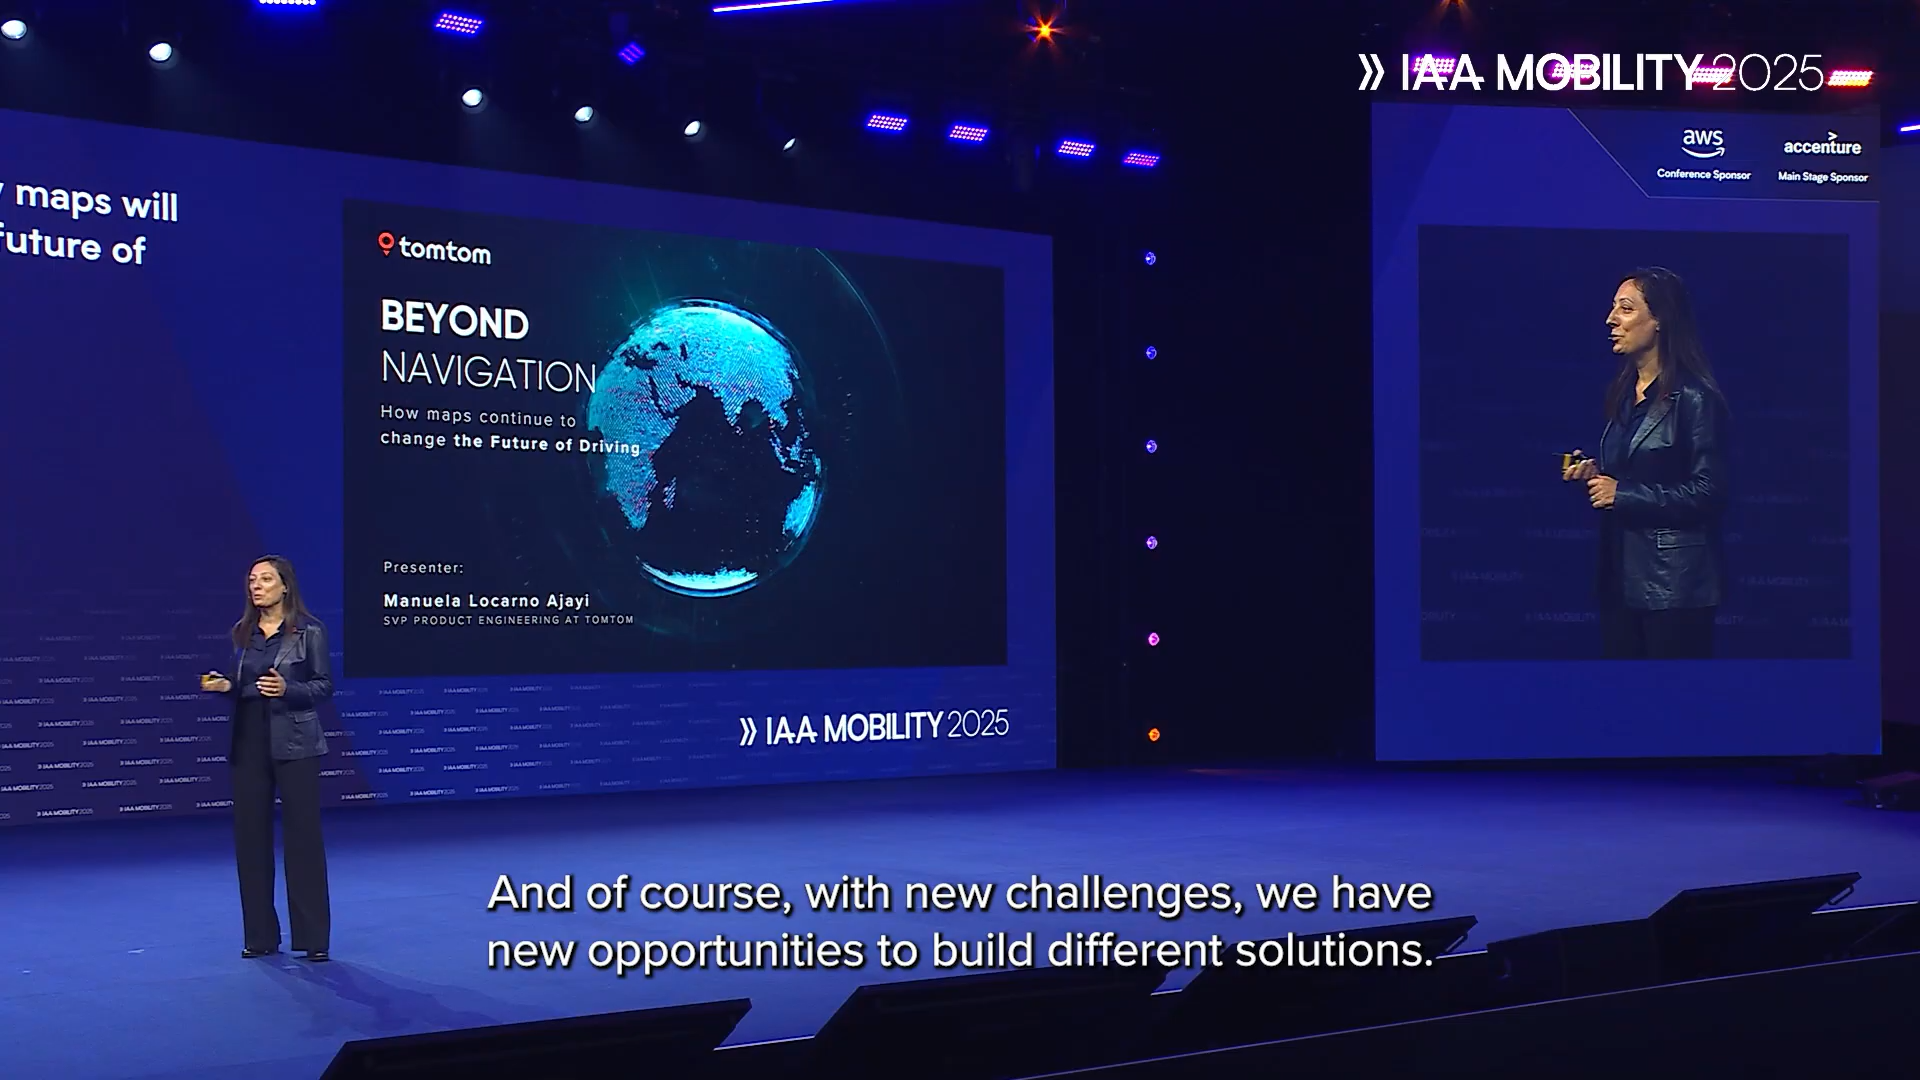 IAA MOBILITY 2025
aws
Conference Sponsor
accenture
Main Stage Sponsor
maps will
future of
tomtom
BEYOND
NAVIGATION
How maps continue to
change the Future of Driving
Presenter:
Manuela Locarno Ajayi
SVP PRODUCT ENGINEERING AT TOMTOM
IAA MOBILITY 2025
And of course, with new challenges, we have
new opportunities to build different solutions.